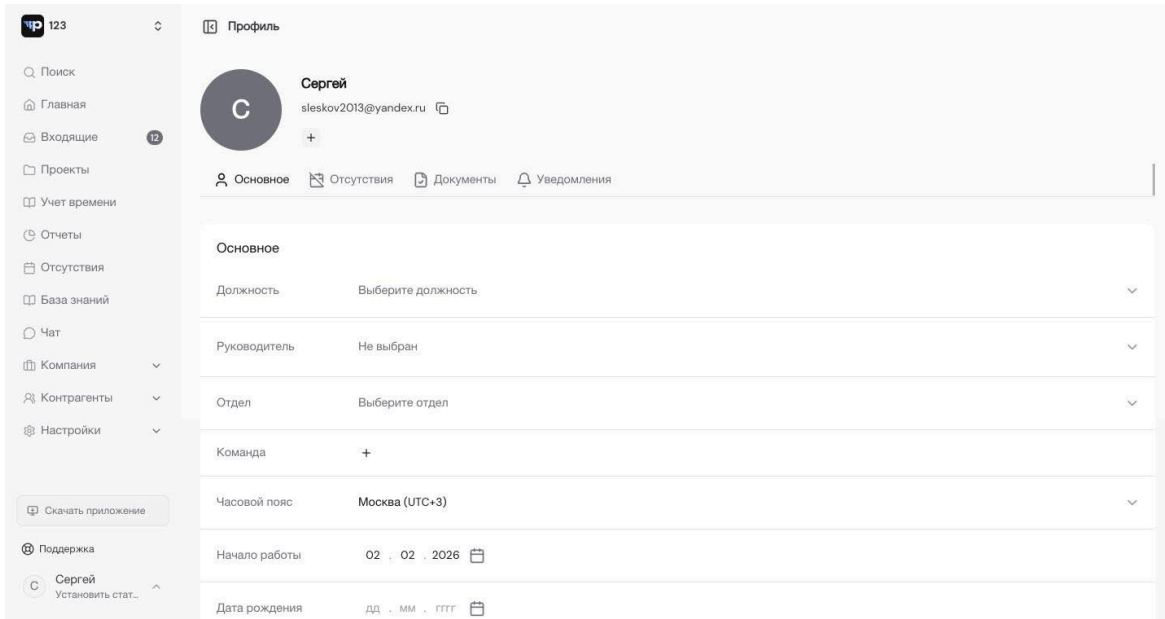 123
Поиск
Главная
Входящие 12
Проекты
Учет времени
Отчеты
Отсутствия
База знаний
Чат
Компания
Контрагенты
Настройки
Скачать приложение
Поддержка
С Сергей
Установить стат...
Профиль
С
Сергей
sleskov2013@yandex.ru
+
Основное Отсутствия Документы Уведомления
Основное
Должность Выберите должность
Руководитель Не выбран
Отдел Выберите отдел
Команда +
Часовой пояс Москва (UTC+3)
Начало работы 02 . 02 . 2026
Дата рождения дд . мм . гггг